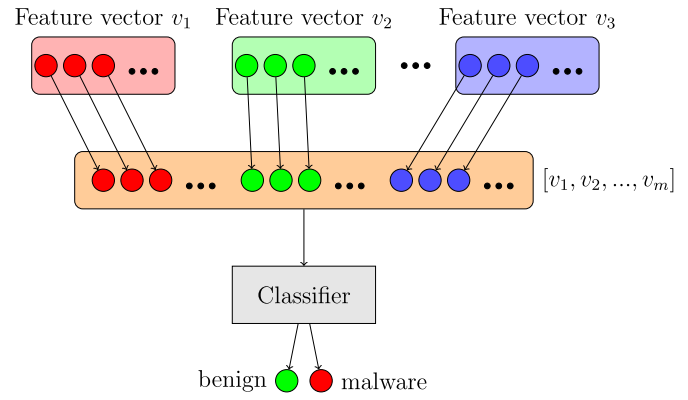 Feature vector v₁
Feature vector v₂
Feature vector v₃
[v₁, v₂, ..., vₘ]
Classifier
benign
malware